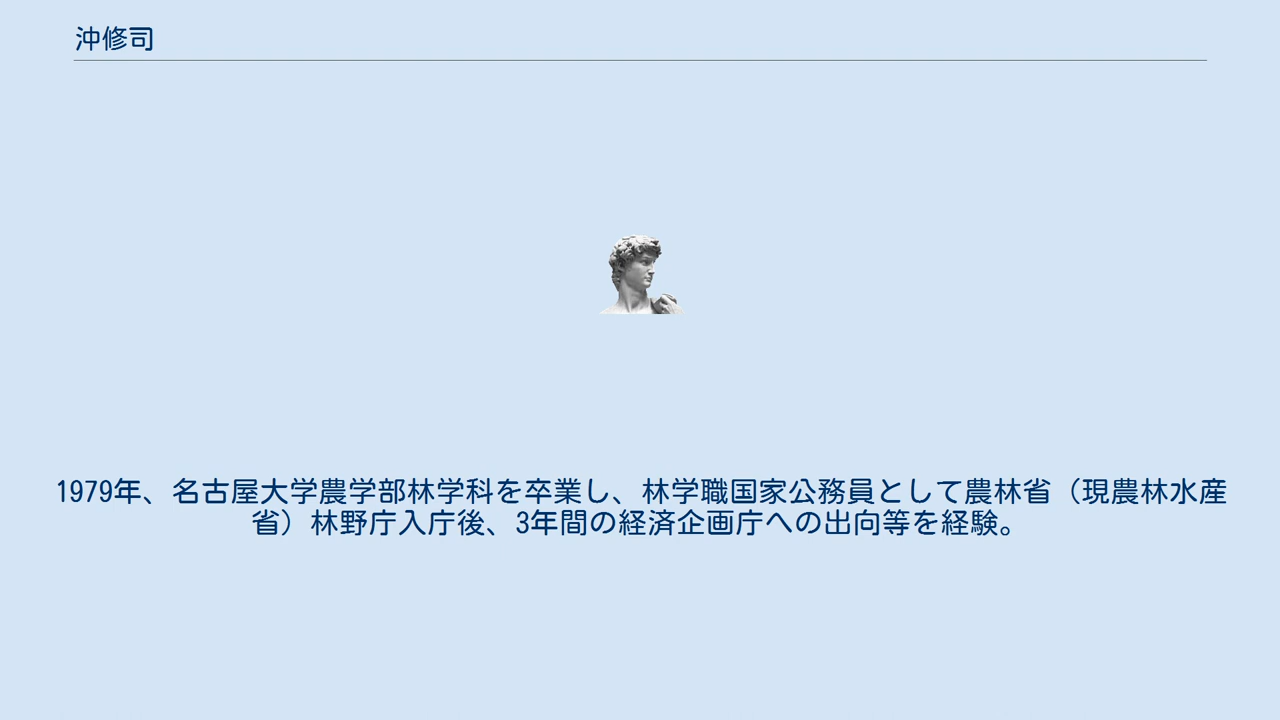 沖修司
1979年、名古屋大学農学部林学科を卒業し、林学職国家公務員として農林省（現農林水産
省）林野庁入庁後、3年間の経済企画庁への出向等を経験。